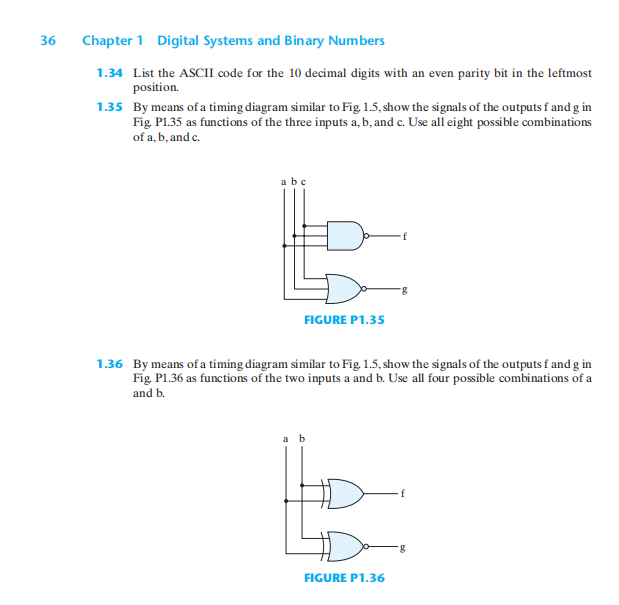 36 Chapter 1 Digital Systems and Binary Numbers
1.34 List the ASCII code for the 10 decimal digits with an even parity bit in the leftmost
position.
1.35 By means of a timing diagram similar to Fig. 1.5, show the signals of the outputs f and g in
Fig. P1.35 as functions of the three inputs a, b, and c. Use all eight possible combinations
of a, b, and c.
a b c
f
g
FIGURE P1.35
1.36 By means of a timing diagram similar to Fig. 1.5, show the signals of the outputs f and g in
Fig. P1.36 as functions of the two inputs a and b. Use all four possible combinations of a
and b.
a b
f
g
FIGURE P1.36